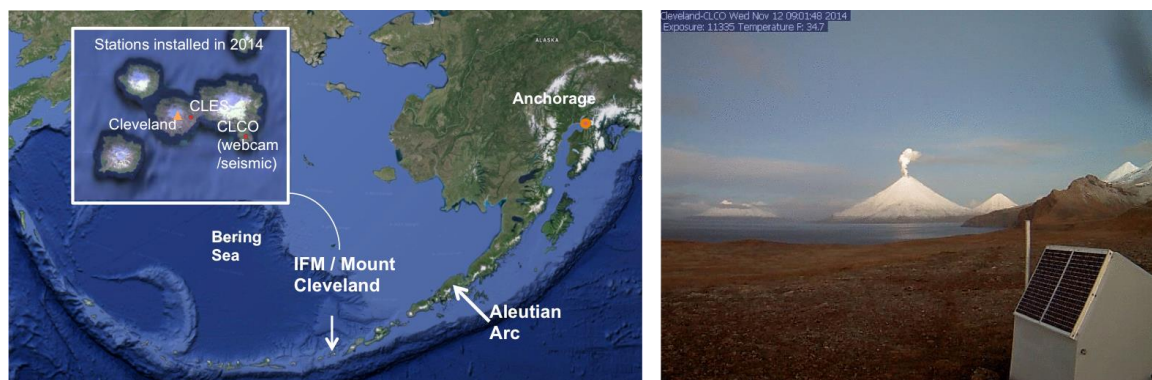 Stations installed in 2014
CLES
Cleveland
CLCO
(webcam
/seismic)
ALASKA
Anchorage
Bering
Sea
IFM / Mount
Cleveland
Aleutian
Arc
Cleveland-CLCO Wed Nov 12 09:01:48 2014
Exposure: 11335 Temperature F: 34.7